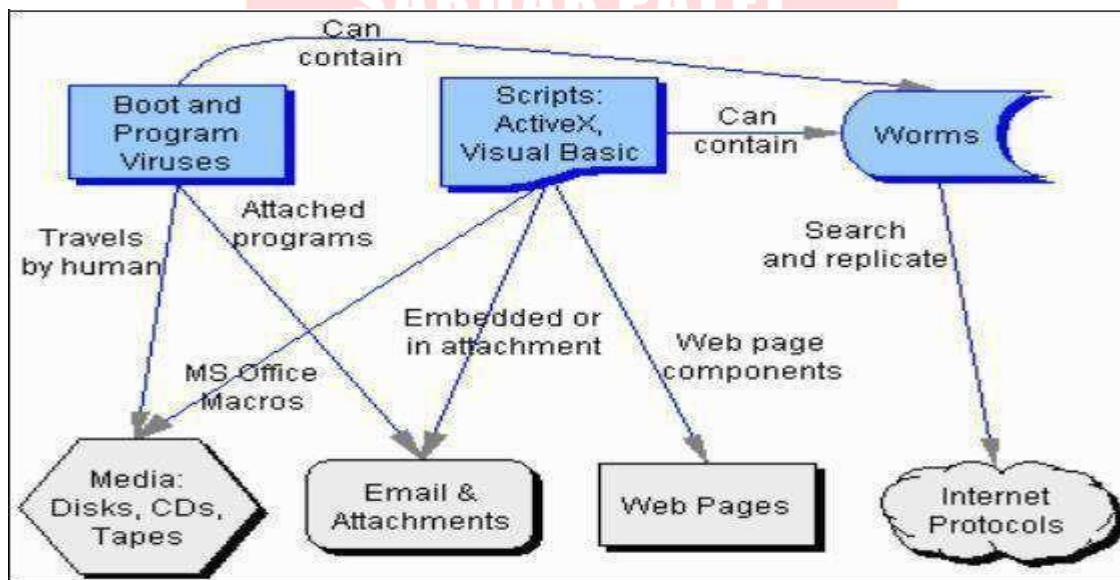 SARDAR PATEL
Can
contain
Boot and
Program
Viruses
Scripts:
ActiveX,
Visual Basic
Can
contain
Worms
Travels
by human
Attached
programs
Search
and replicate
Embedded or
in attachment
MS Office
Macros
Web page
components
Media:
Disks, CDs,
Tapes
Email &
Attachments
Web Pages
Internet
Protocols